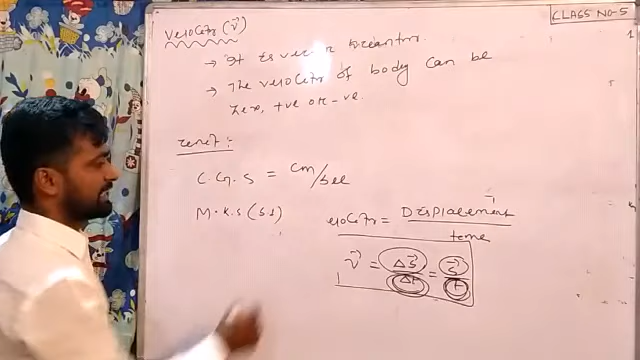 CLASS NO-5
Velocity (v⃗)
→ It is vector quantity.
→ The velocity of body can be
zero, +ve or -ve.
Unit :-
C.G.S = cm/sec
M.K.S (S.I)
velocity = Displacement / time
v⃗ = Δs⃗/Δt = s⃗/t